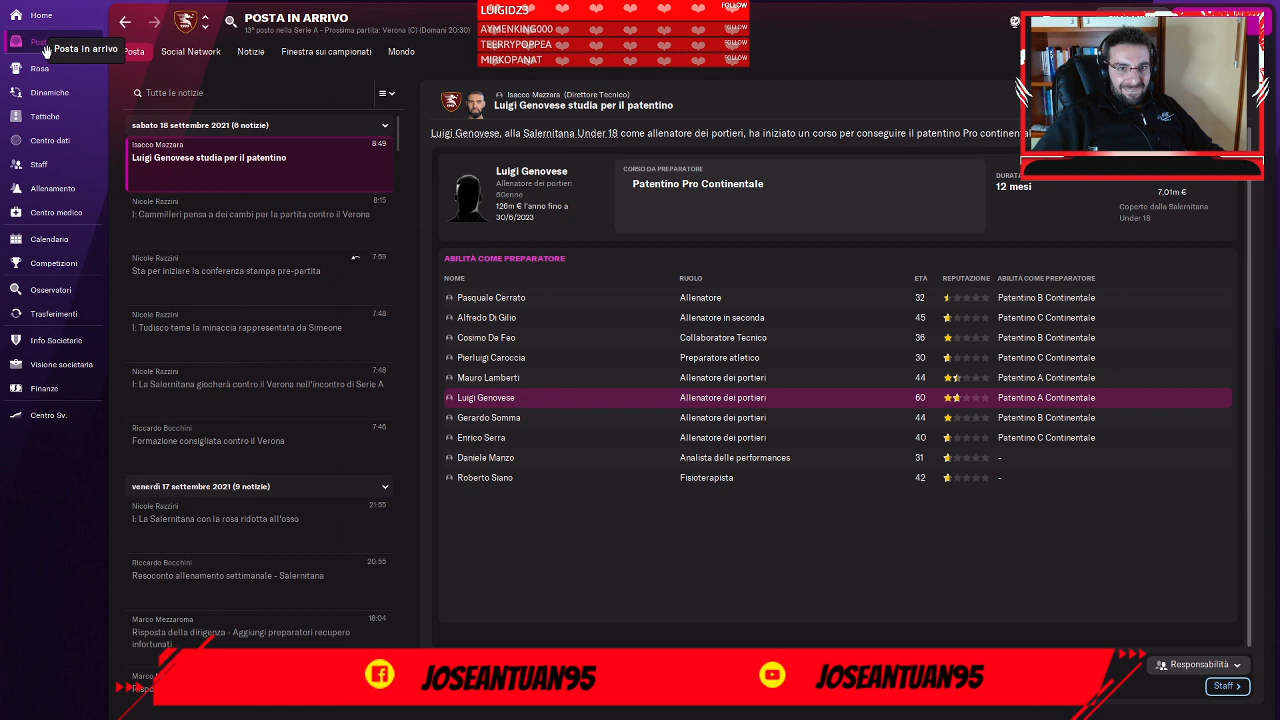 Home
Posta in arrivo
Rosa
Dinamiche
Tattiche
Centro dati
Staff
Allenamento
Centro medico
Calendario
Competizioni
Osservatori
Trasferimenti
Info Societarie
Visione societaria
Finanze
Centro Sv.
POSTA IN ARRIVO
13° posto nella Serie A - Prossima partita: Verona (C) (Domani 20:30)
Posta
Social Network
Notizie
Finestra sui campionati
Mondo
LUIGIDZ3 FOLLOW
AYMENKING000 FOLLOW
TEERRYPOPPEA FOLLOW
MIRKOPANAT FOLLOW
Tutte le notizie
sabato 18 settembre 2021 (6 notizie)
Isacco Mazzara 8:49
Luigi Genovese studia per il patentino
Nicole Razzini 8:15
I: Cammilleri pensa a dei cambi per la partita contro il Verona
Nicole Razzini 7:59
Sta per iniziare la conferenza stampa pre-partita
Nicole Razzini 7:48
I: Tudisco teme la minaccia rappresentata da Simeone
Nicole Razzini 7:48
I: La Salernitana giocherà contro il Verona nell'incontro di Serie A
Riccardo Bocchini 7:46
Formazione consigliata contro il Verona
venerdì 17 settembre 2021 (9 notizie)
Nicole Razzini 21:55
I: La Salernitana con la rosa ridotta all'osso
Riccardo Bocchini 20:55
Resoconto allenamento settimanale - Salernitana
Marco Mezzaroma 18:04
Risposta della dirigenza - Aggiungi preparatori recupero
infortunati
Isacco Mazzara (Direttore Tecnico)
Luigi Genovese studia per il patentino
Luigi Genovese, alla Salernitana Under 18 come allenatore dei portieri, ha iniziato un corso per conseguire il patentino Pro
Luigi Genovese
Allenatore dei portieri
60enne
126m € l'anno fino a
30/6/2023
CORSO DA PREPARATORE
Patentino Pro Continentale
12 mesi
7,01m €
Coperto dalla Salernitana
Under 18
ABILITÀ COME PREPARATORE
NOME RUOLO ETÀ REPUTAZIONE ABILITÀ COME PREPARATORE
Pasquale Cerrato Allenatore 32 Patentino B Continentale
Alfredo Di Gilio Allenatore in seconda 45 Patentino C Continentale
Cosimo De Feo Collaboratore Tecnico 36 Patentino B Continentale
Pierluigi Caroccia Preparatore atletico 30 Patentino C Continentale
Mauro Lamberti Allenatore dei portieri 44 Patentino A Continentale
Luigi Genovese Allenatore dei portieri 60 Patentino A Continentale
Gerardo Somma Allenatore dei portieri 44 Patentino B Continentale
Enrico Serra Allenatore dei portieri 40 Patentino C Continentale
Daniele Manzo Analista delle performances 31 -
Roberto Siano Fisioterapista 42 -
Responsabilità
Staff
JOSEANTUAN95
JOSEANTUAN95